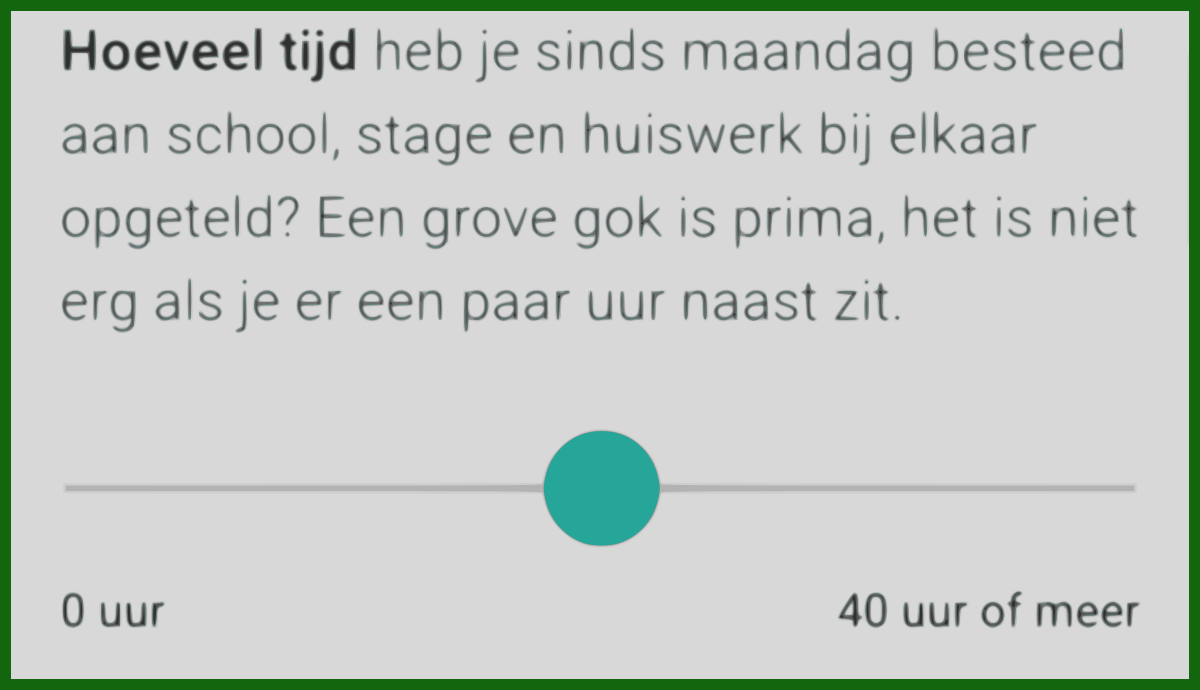 Hoeveel tijd heb je sinds maandag besteed
aan school, stage en huiswerk bij elkaar
opgeteld? Een grove gok is prima, het is niet
erg als je er een paar uur naast zit.
0 uur
40 uur of meer